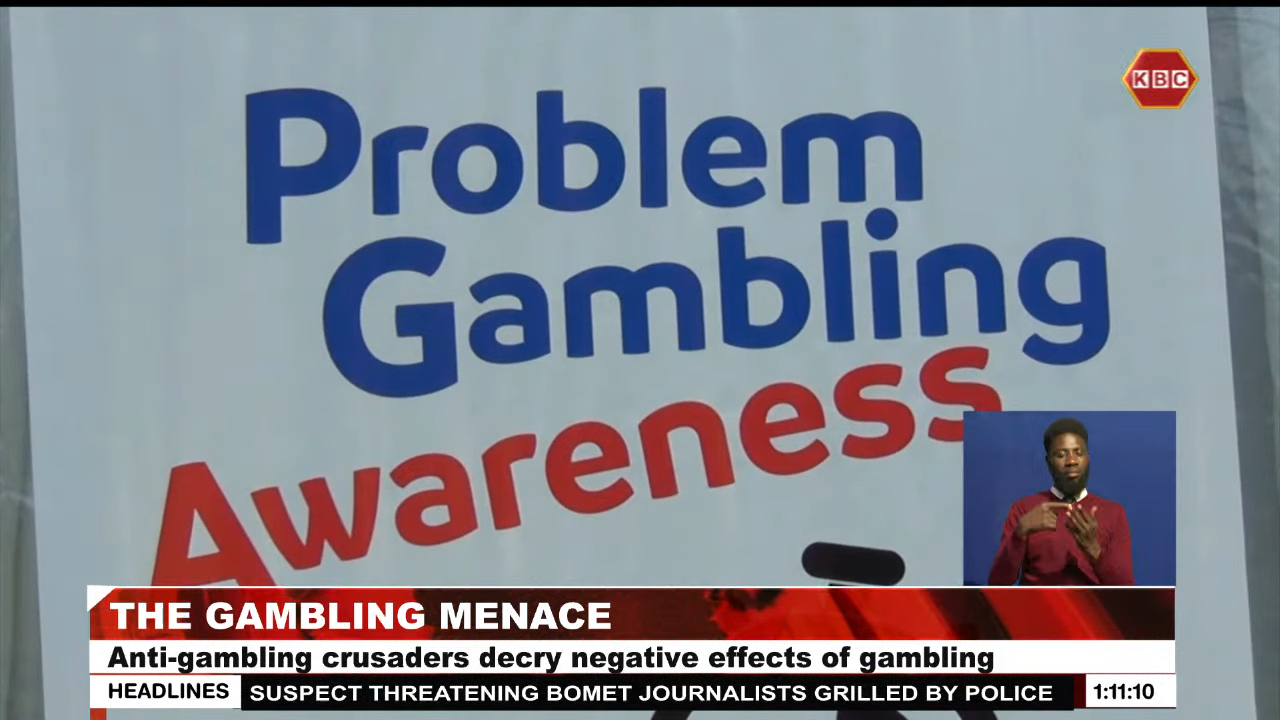 KBC
Problem
Gambling
Awareness
THE GAMBLING MENACE
Anti-gambling crusaders decry negative effects of gambling
HEADLINES SUSPECT THREATENING BOMET JOURNALISTS GRILLED BY POLICE 1:11:10